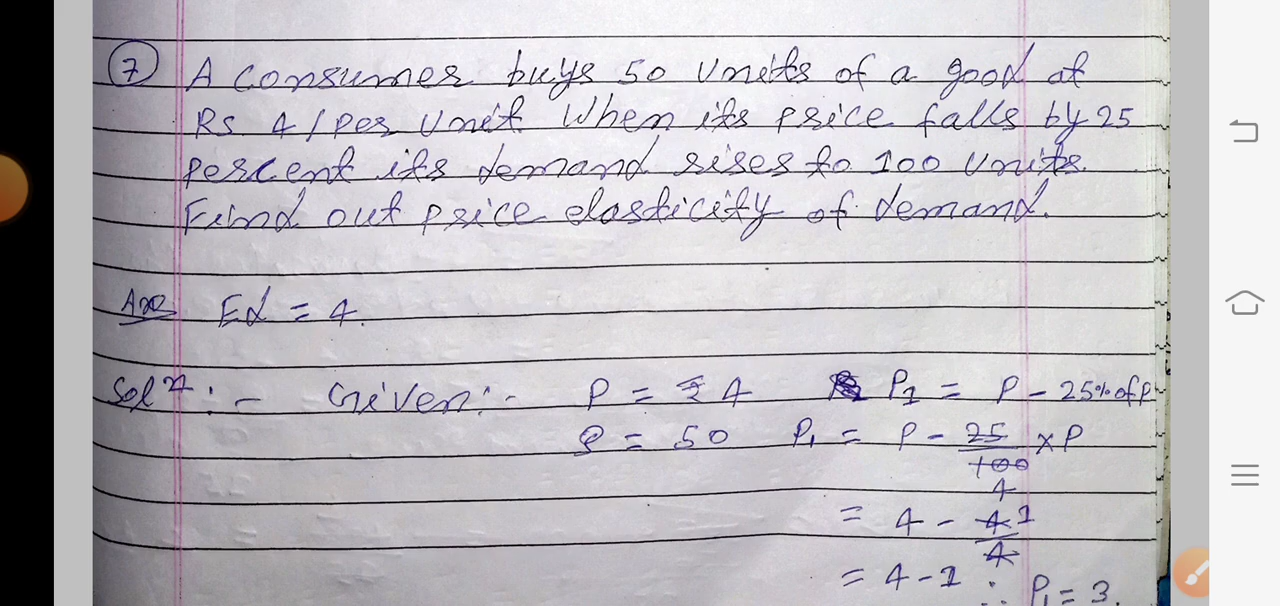 7 A consumer buys 50 units of a good at
Rs 4/per unit. When its price falls by 25
percent its demand rises to 100 units.
Find out price elasticity of demand.
Ans Ed = 4.
Solⁿ :- Given:- P = ₹ 4 P₁ = P - 25% of P
Q = 50 P₁ = P - 25/100 × P
4
= 4 - 4/4 1
= 4 - 1 ∴ P₁ = 3.